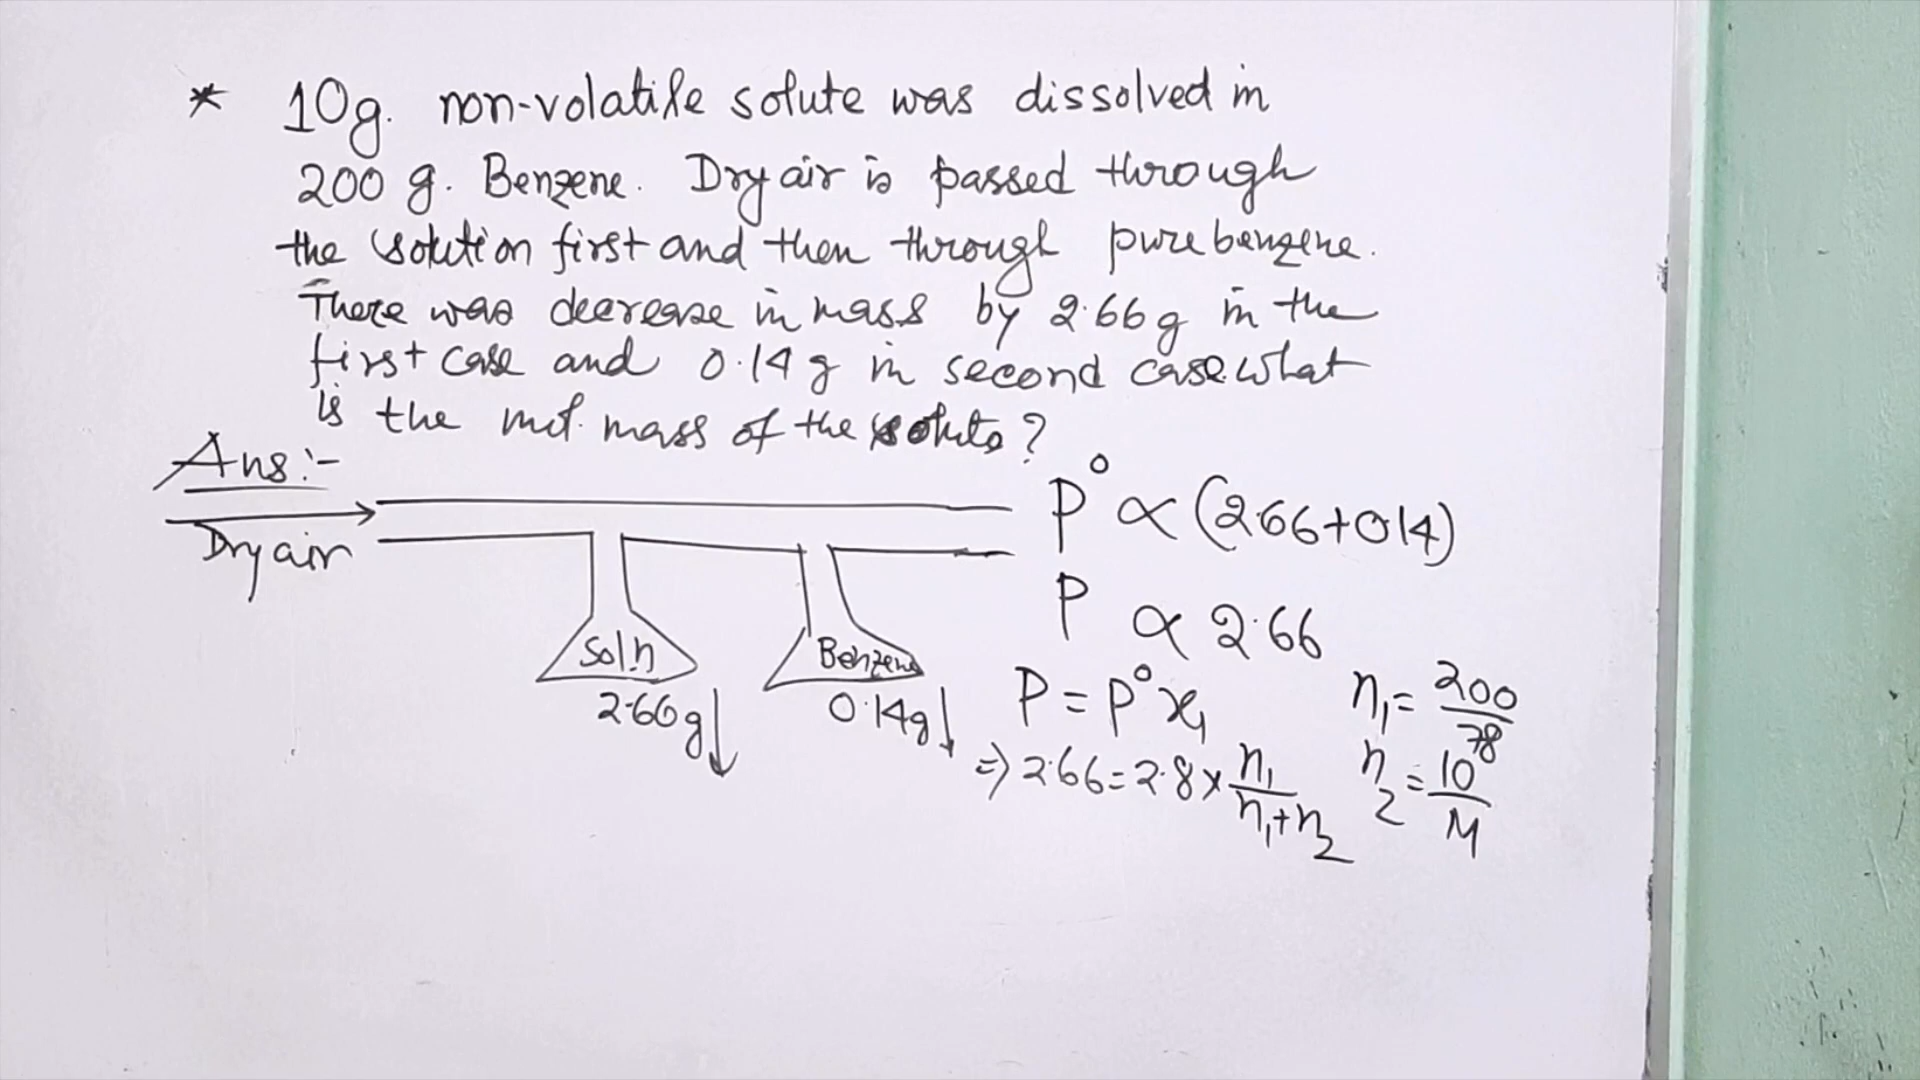 * 10g. non-volatile solute was dissolved in
200 g. Benzene. Dry air is passed through
the solution first and then through pure benzene.
There was decrease in mass by 2.66 g in the
first case and 0.14 g in second case. what
is the mol. mass of the solute?
Ans:-
Dry air
Soln
Benzene
2.66g↓
0.14g↓
P° ∝ (2.66+0.14)
P ∝ 2.66
P = P° x₁
⇒ 2.66 = 2.8 × n₁/(n₁+n₂)
n₁ = 200/78
n₂ = 10/M